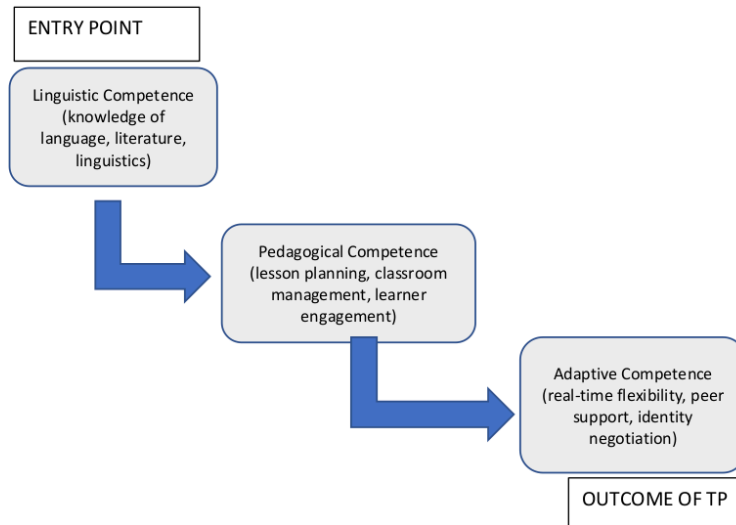 ENTRY POINT
Linguistic Competence
(knowledge of
language, literature,
linguistics)
Pedagogical Competence
(lesson planning, classroom
management, learner
engagement)
Adaptive Competence
(real-time flexibility, peer
support, identity
negotiation)
OUTCOME OF TP